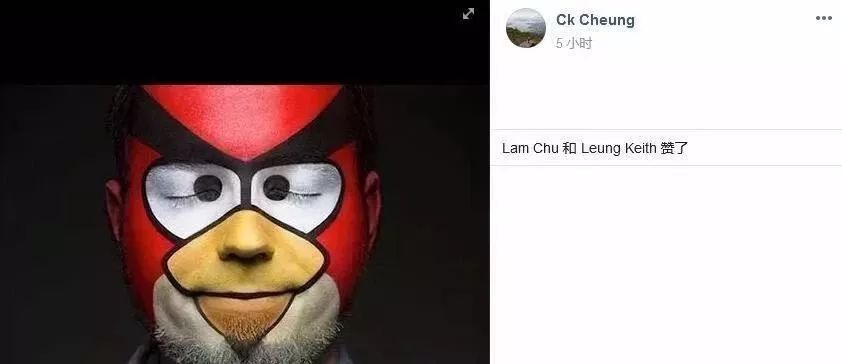 Ck Cheung
5 小时
Lam Chu 和 Leung Keith 赞了